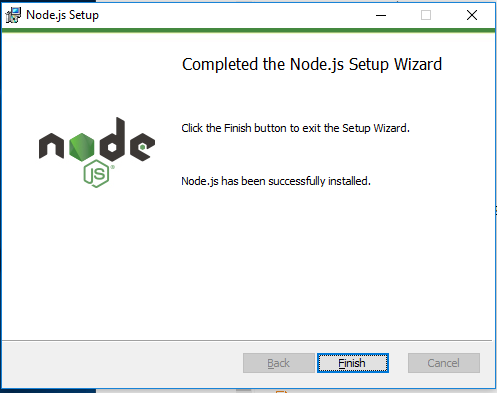 Node.js Setup
Completed the Node.js Setup Wizard
Click the Finish button to exit the Setup Wizard.
node
JS
Node.js has been successfully installed.
Back
Finish
Cancel